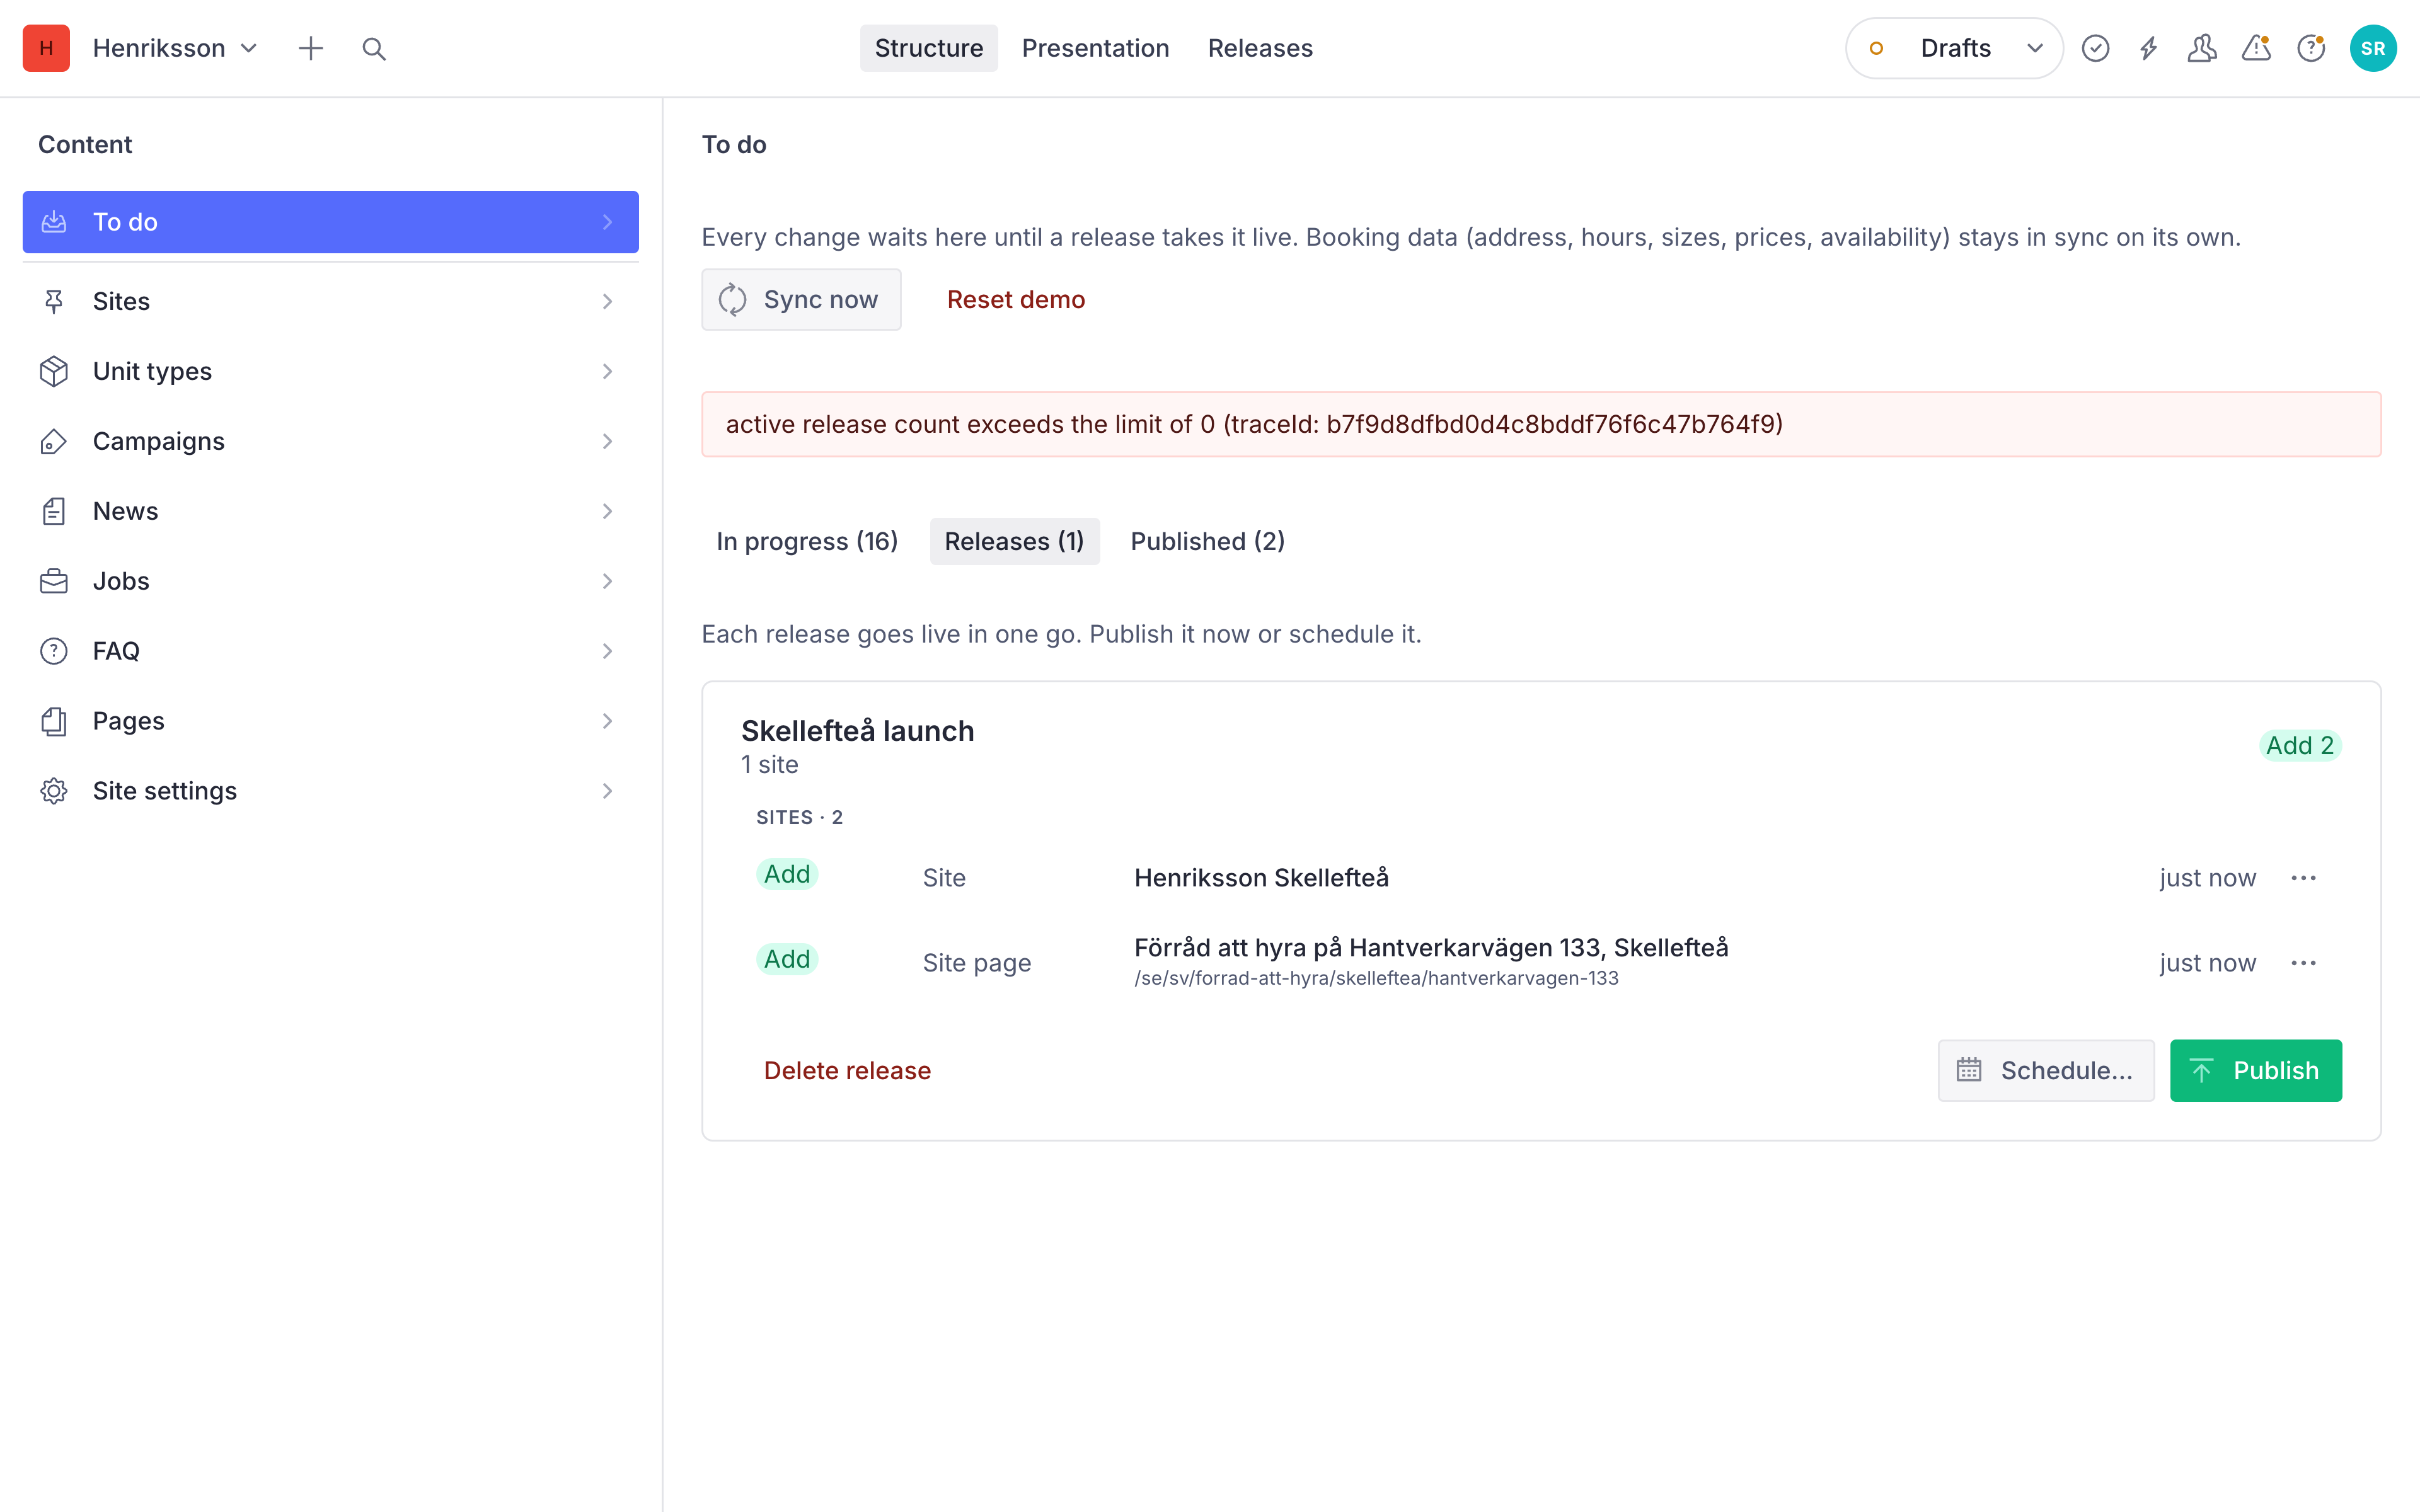 H Henriksson Structure Presentation Releases Drafts SR
Content
To do
Sites
Unit types
Campaigns
News
Jobs
FAQ
Pages
Site settings
To do
Every change waits here until a release takes it live. Booking data (address, hours, sizes, prices, availability) stays in sync on its own.
Sync now Reset demo
active release count exceeds the limit of 0 (traceId: b7f9d8dfbd0d4c8bddf76f6c47b764f9)
In progress (16) Releases (1) Published (2)
Each release goes live in one go. Publish it now or schedule it.
Skellefteå launch
1 site
Add 2
SITES · 2
Add Site Henriksson Skellefteå just now
Add Site page Förråd att hyra på Hantverkarvägen 133, Skellefteå just now
/se/sv/forrad-att-hyra/skelleftea/hantverkarvagen-133
Delete release Schedule... Publish